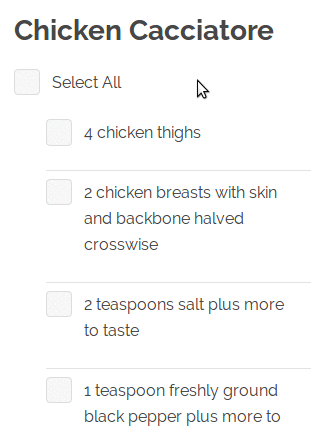 Chicken Cacciatore
Select All
4 chicken thighs
2 chicken breasts with skin
and backbone halved
crosswise
2 teaspoons salt plus more
to taste
1 teaspoon freshly ground
black pepper plus more to